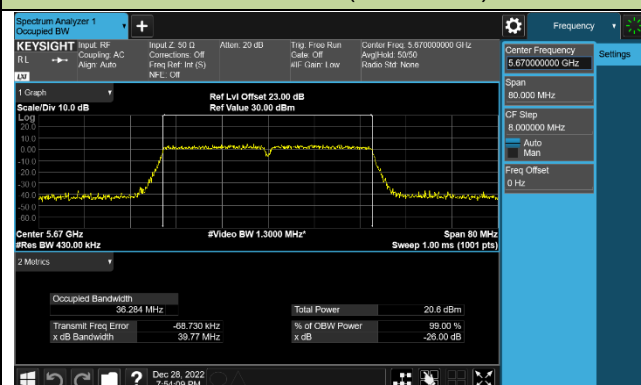 Spectrum Analyzer 1
Occupied BW
Frequency
KEYSIGHT Input: RF
RL
Coupling: AC
Align: Auto
Input Z: 50 Ω
Corrections: Off
Freq Ref: Int (S)
NFE: Off
Atten: 20 dB
Trig: Free Run
Gate: Off
#IF Gain: Low
Center Freq: 5.670000000 GHz
Avg|Hold: 50/50
Radio Std: None
LXI
Center Frequency
5.670000000 GHz
Settings
Span
80.000 MHz
CF Step
8.000000 MHz
Auto
Man
Freq Offset
0 Hz
1 Graph
Scale/Div 10.0 dB
Ref Lvl Offset 23.00 dB
Ref Value 30.00 dBm
Log
20.0
10.0
0.00
-10.0
-20.0
-30.0
-40.0
-50.0
-60.0
Center 5.67 GHz
#Res BW 430.00 kHz
#Video BW 1.3000 MHz*
Span 80 MHz
Sweep 1.00 ms (1001 pts)
2 Metrics
Occupied Bandwidth
36.284 MHz
Total Power 20.6 dBm
Transmit Freq Error -68.730 kHz
% of OBW Power 99.00 %
x dB Bandwidth 39.77 MHz
x dB -26.00 dB
Dec 28, 2022
7:54:09 PM